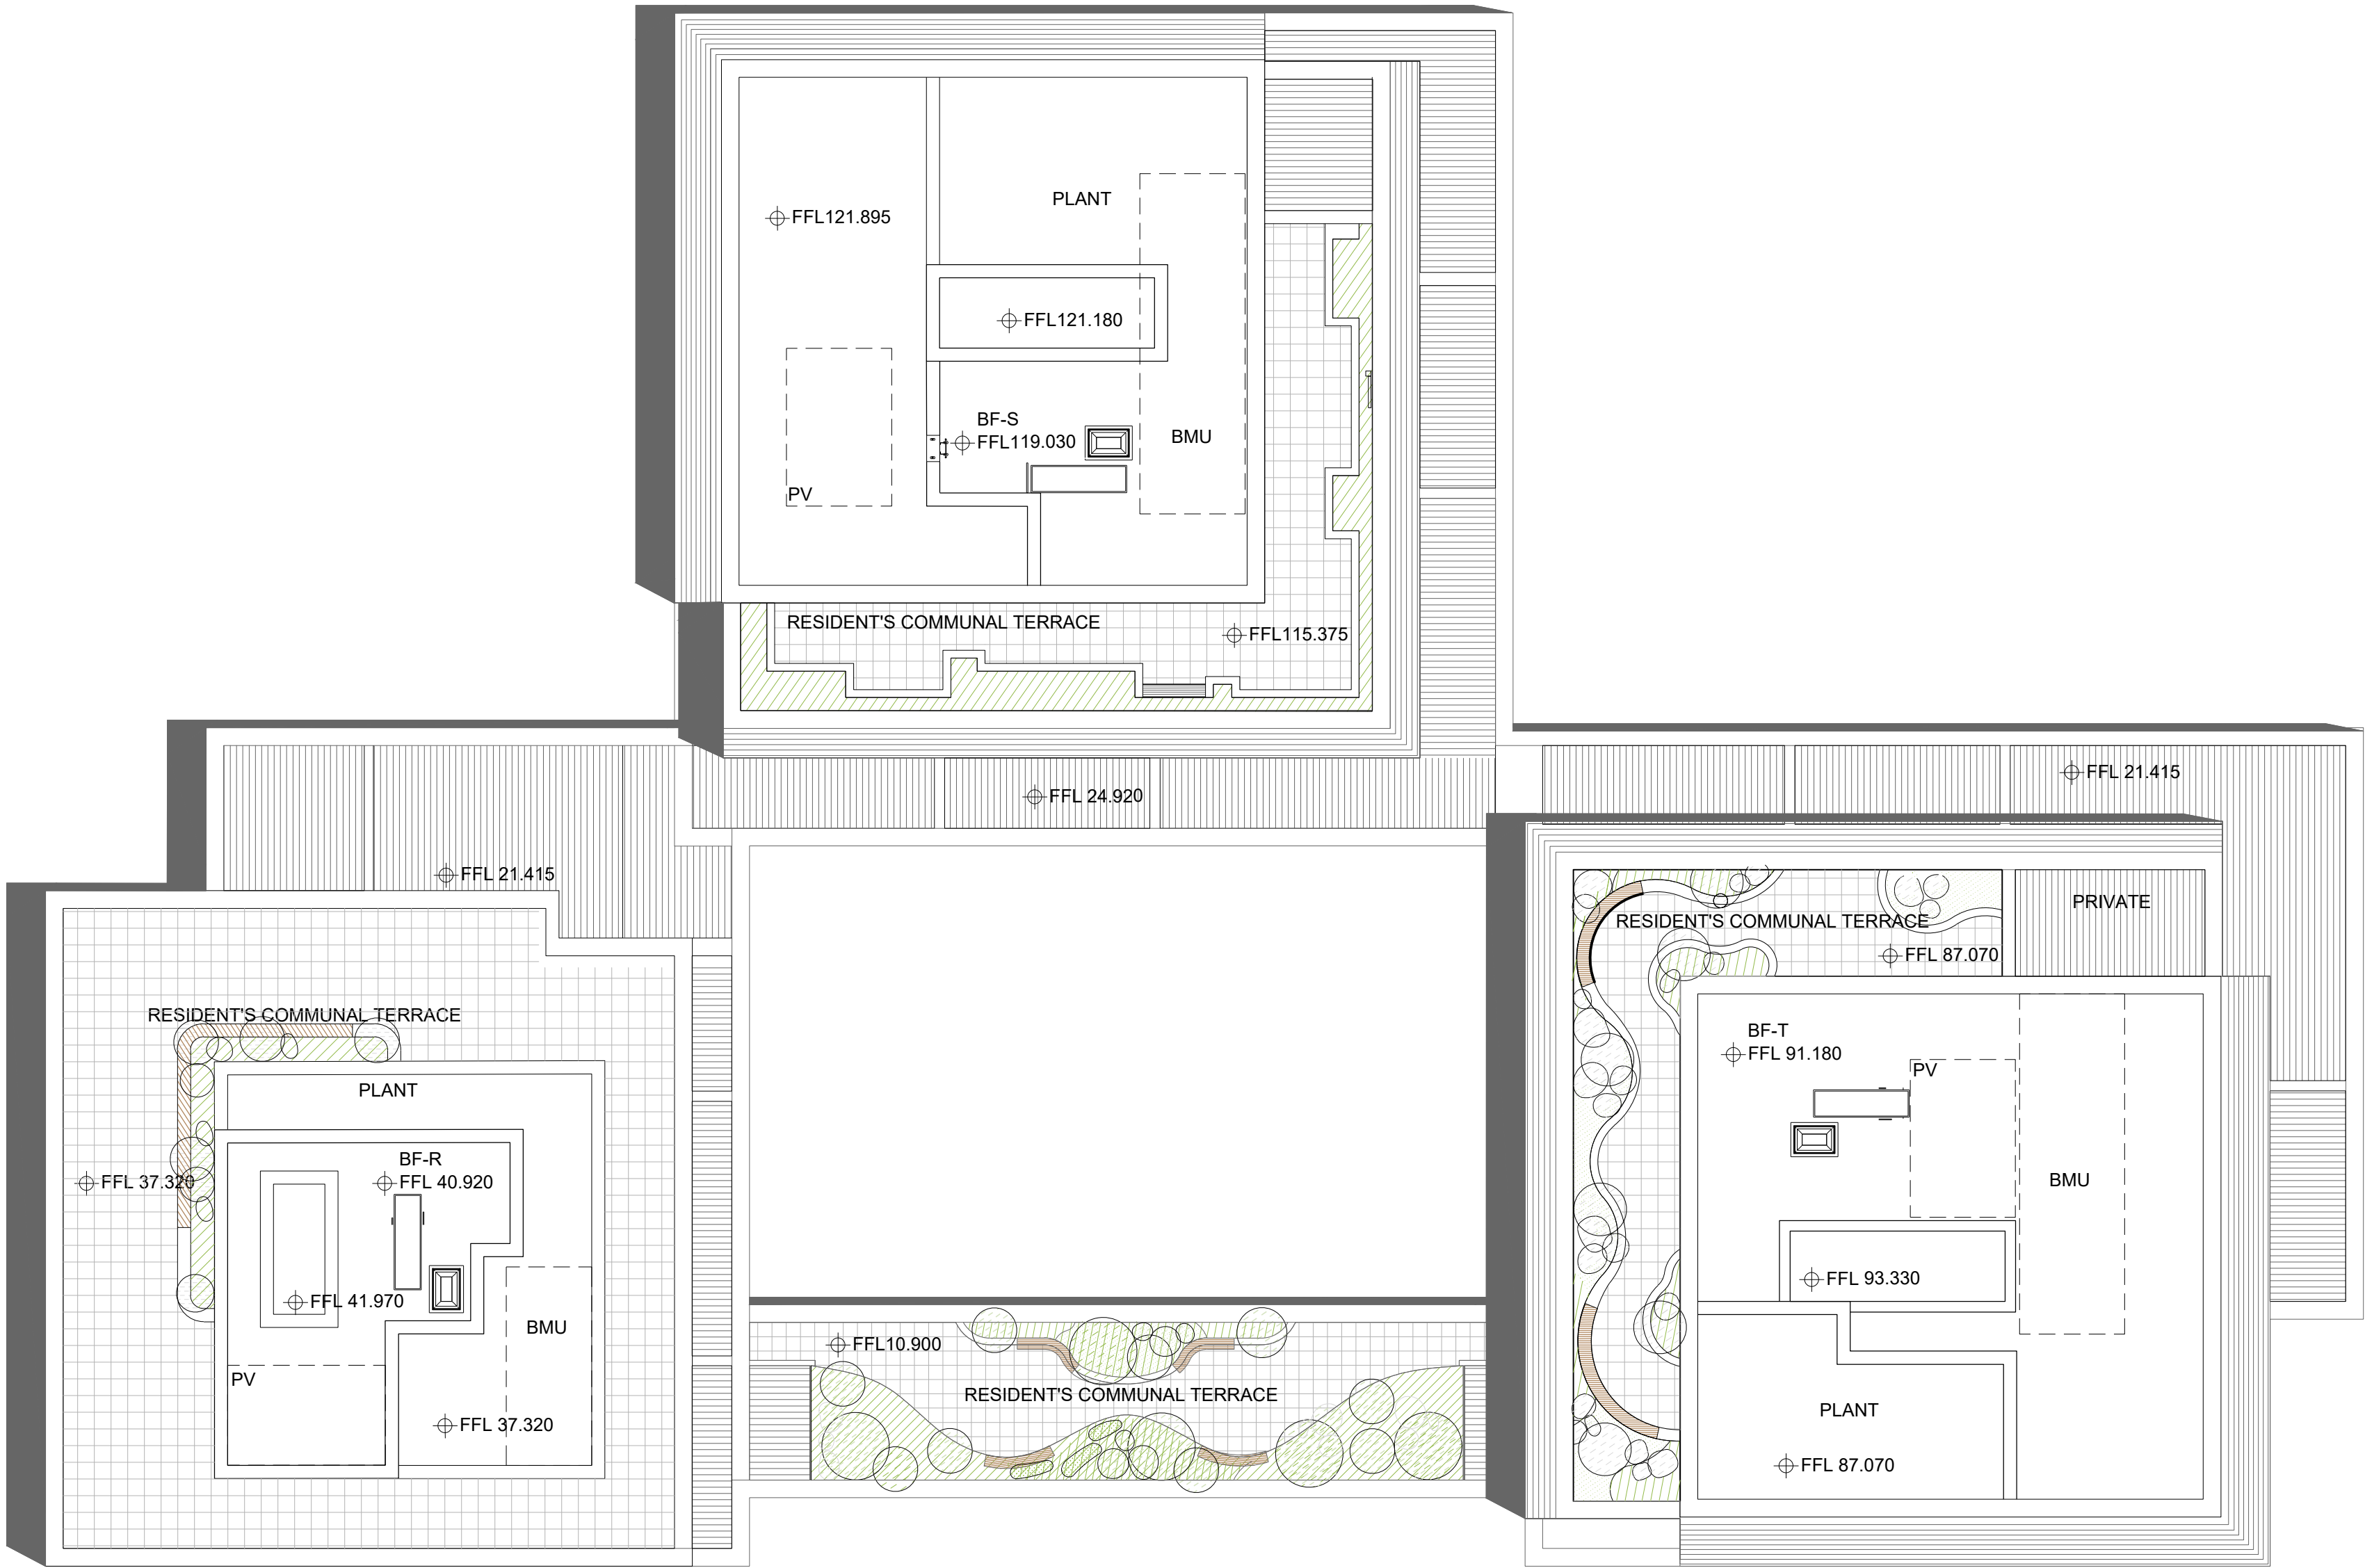 PLANT
FFL121.895
FFL121.180
BF-S
FFL119.030
BMU
PV
RESIDENT'S COMMUNAL TERRACE
FFL115.375
FFL 21.415
FFL 24.920
FFL 21.415
PRIVATE
RESIDENT'S COMMUNAL TERRACE
FFL 87.070
RESIDENT'S COMMUNAL TERRACE
BF-T
FFL 91.180
PV
PLANT
BF-R
FFL 37.320
FFL 40.920
BMU
FFL 93.330
FFL 41.970
BMU
FFL10.900
PV
RESIDENT'S COMMUNAL TERRACE
PLANT
FFL 37.320
FFL 87.070